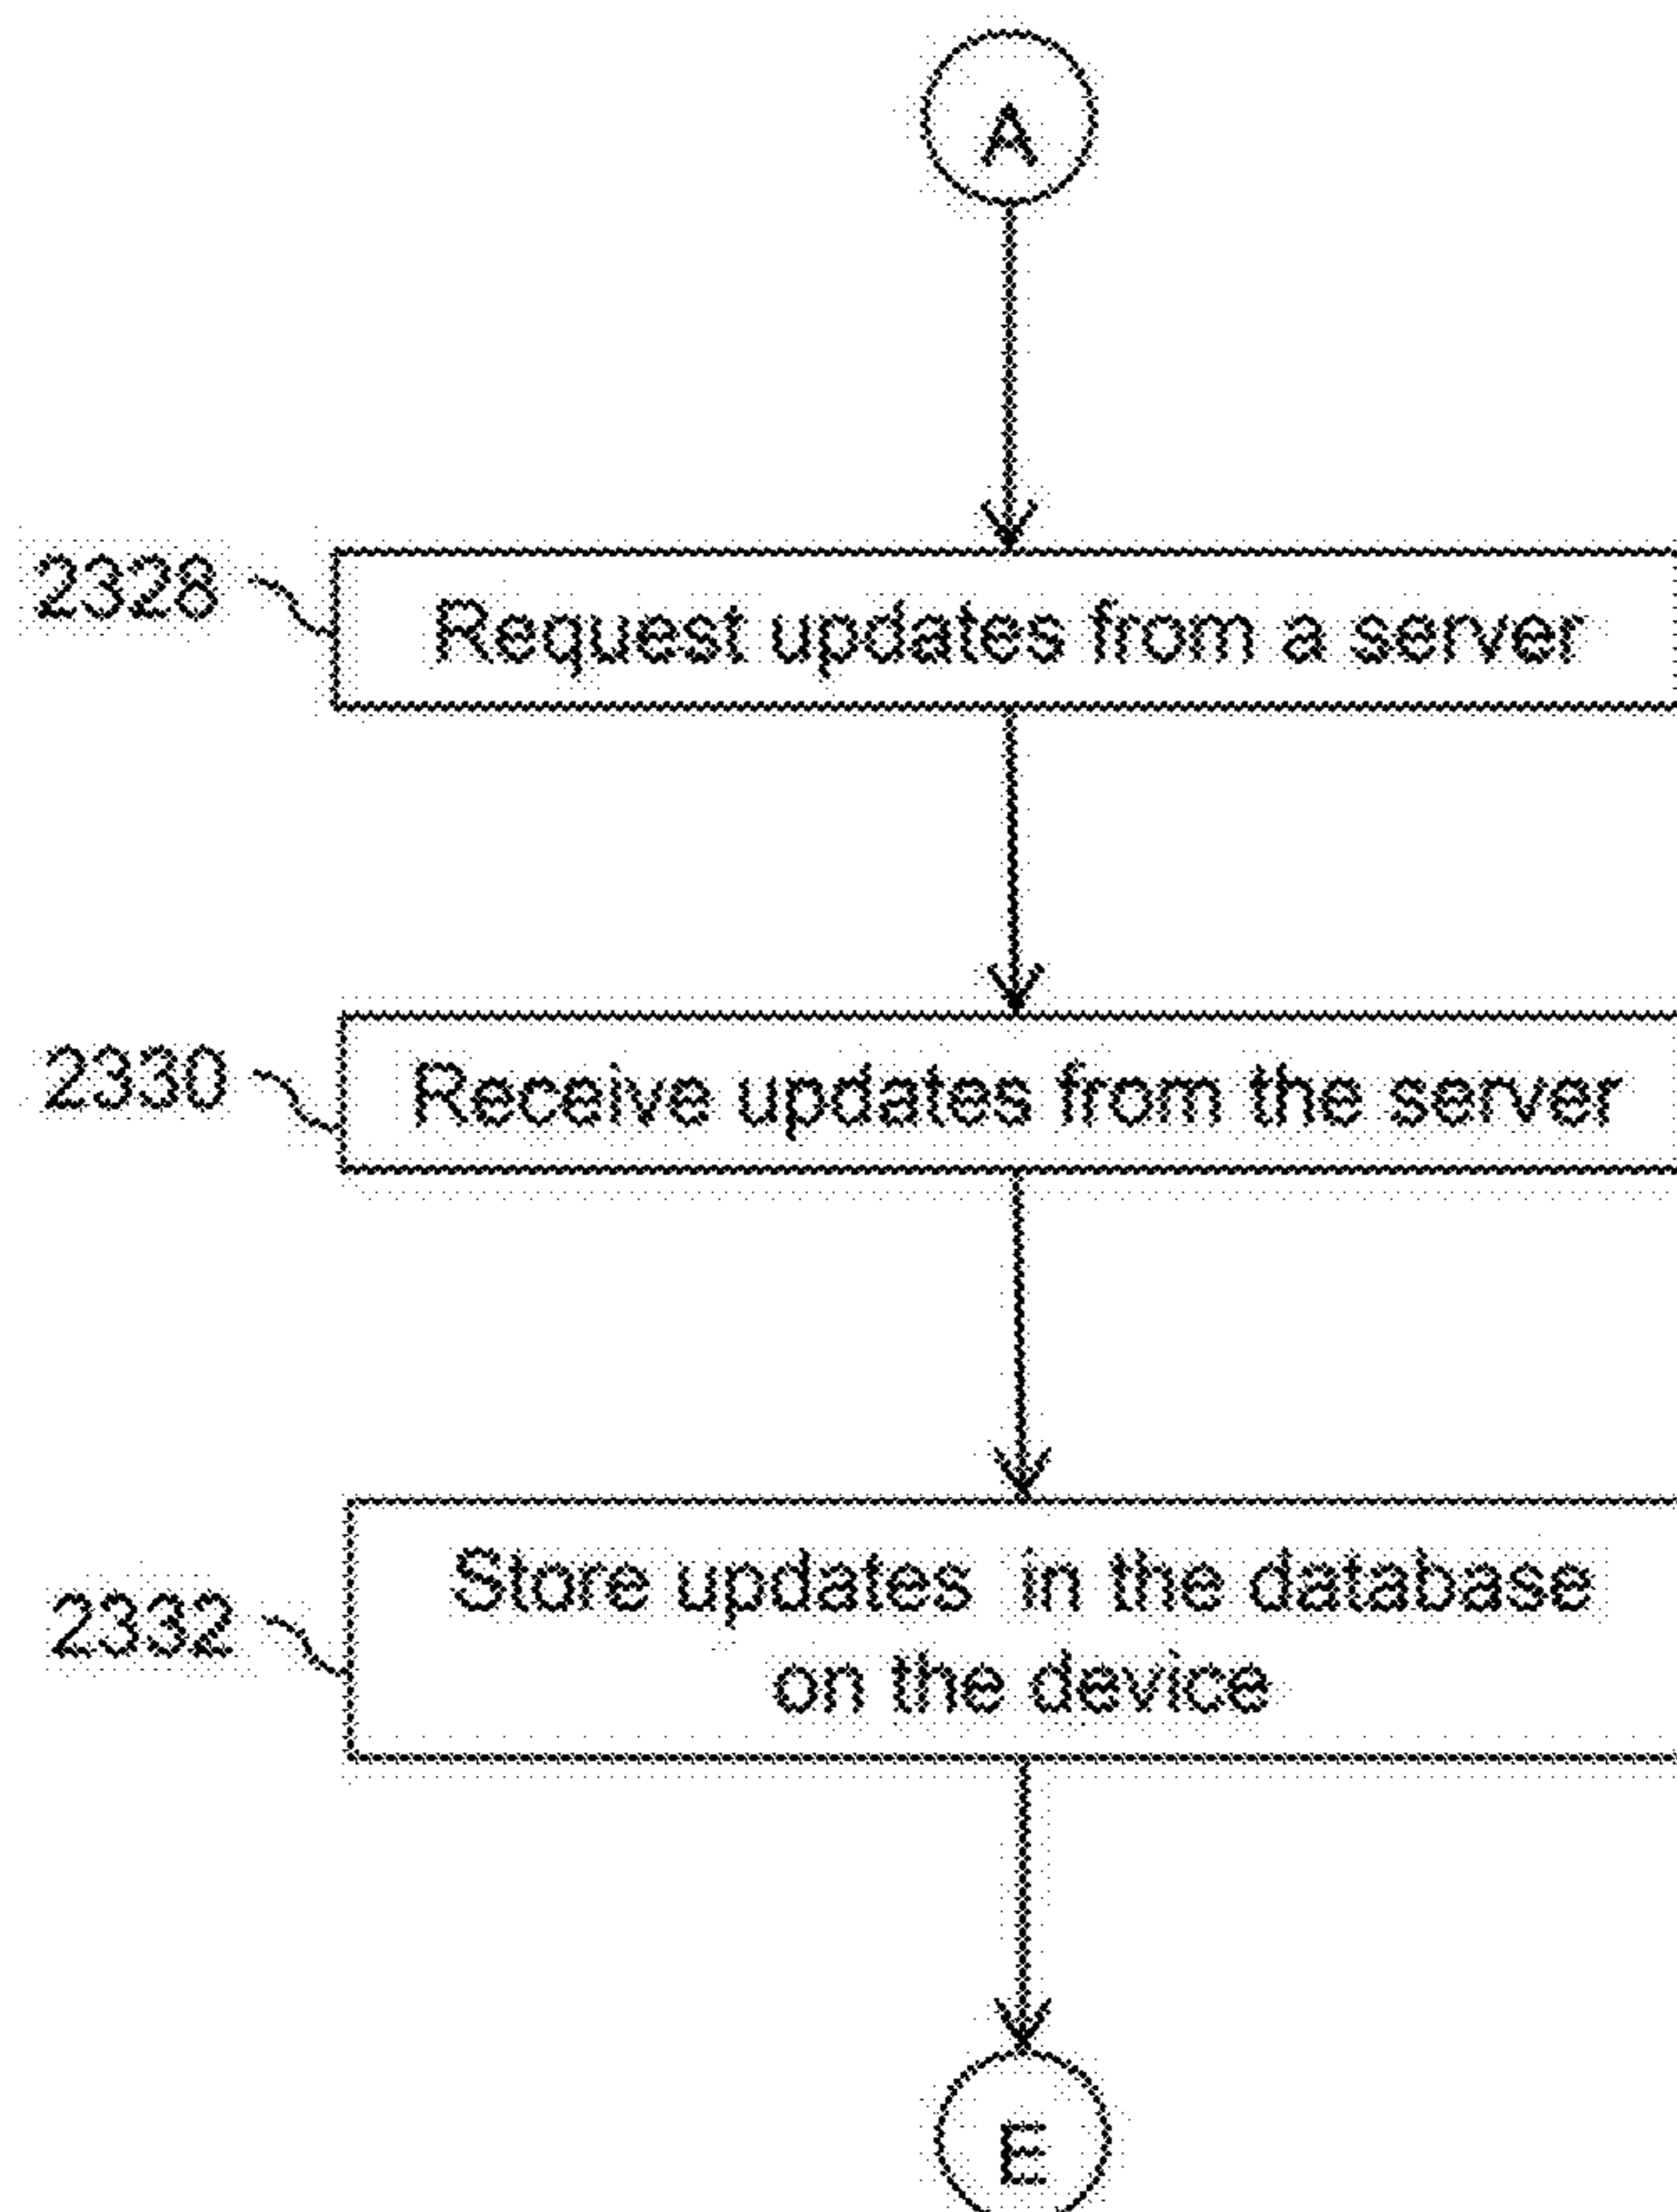 A
2328
Request updates from a server
2330
Receive updates from the server
2332
Store updates in the database
on the device
E